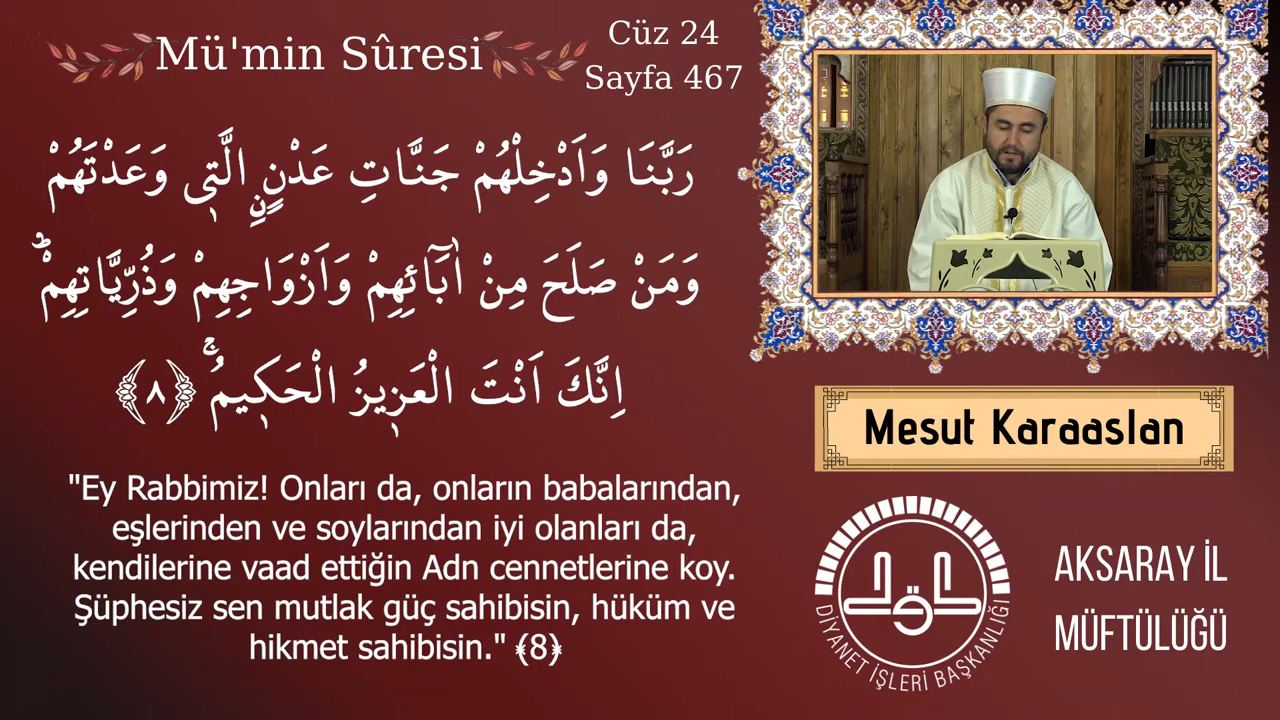 Mü'min Sûresi
Cüz 24
Sayfa 467
رَبَّنَا وَاَدْخِلْهُمْ جَنَّاتِ عَدْنٍۨ الَّت۪ي وَعَدْتَهُمْ
وَمَنْ صَلَحَ مِنْ اٰبَٓائِهِمْ وَاَزْوَاجِهِمْ وَذُرِّيَّاتِهِمْۜ
اِنَّكَ اَنْتَ الْعَز۪يزُ الْحَك۪يمُۚ ﴿٨﴾
"Ey Rabbimiz! Onları da, onların babalarından,
eşlerinden ve soylarından iyi olanları da,
kendilerine vaad ettiğin Adn cennetlerine koy.
Şüphesiz sen mutlak güç sahibisin, hüküm ve
hikmet sahibisin." ﴾8﴿
Mesut Karaaslan
DİYANET İŞLERİ BAŞKANLIĞI
AKSARAY İL
MÜFTÜLÜĞÜ